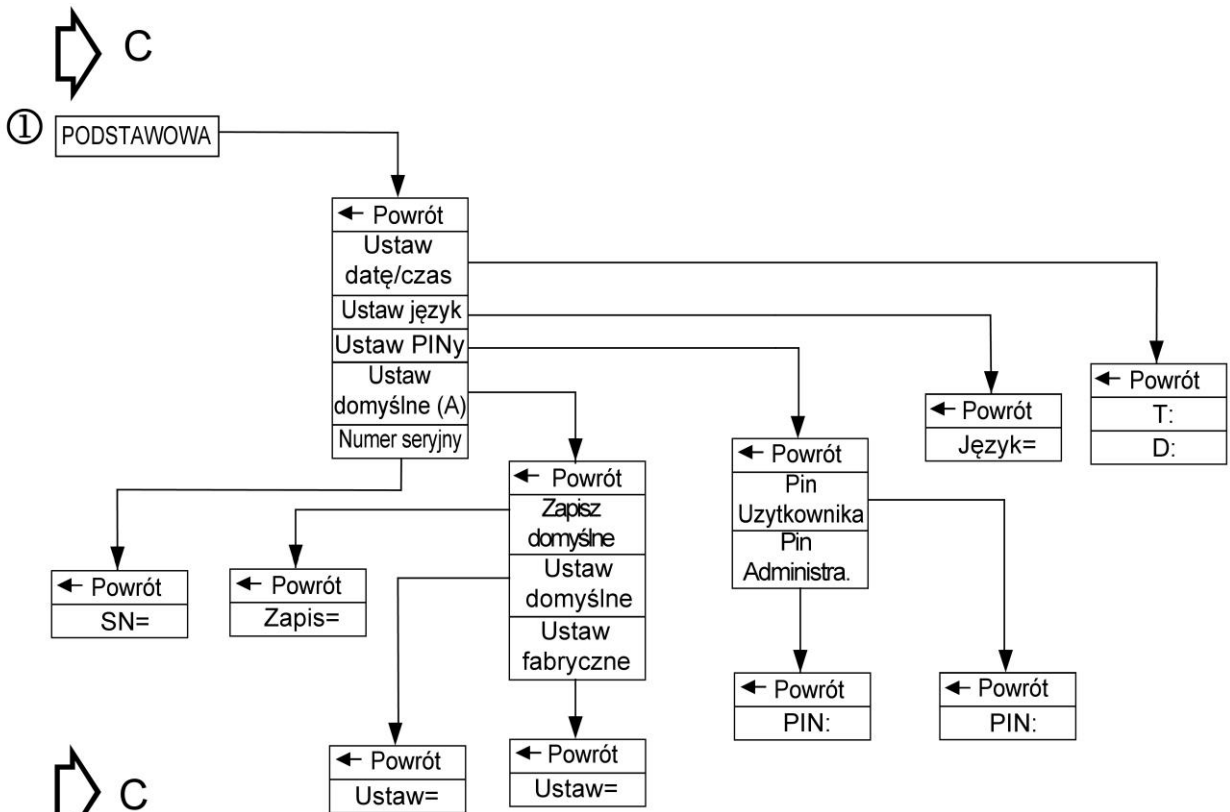 C
① PODSTAWOWA
← Powrót
Ustaw
datę/czas
Ustaw język
Ustaw PINy
Ustaw
domyślne (A)
Numer seryjny
← Powrót
T:
D:
← Powrót
Język=
← Powrót
Pin
Uzytkownika
Pin
Administra.
← Powrót
Zapisz
domyślne
Ustaw
domyślne
Ustaw
fabryczne
← Powrót
SN=
← Powrót
Zapis=
← Powrót
PIN:
← Powrót
PIN:
← Powrót
Ustaw=
← Powrót
Ustaw=
C